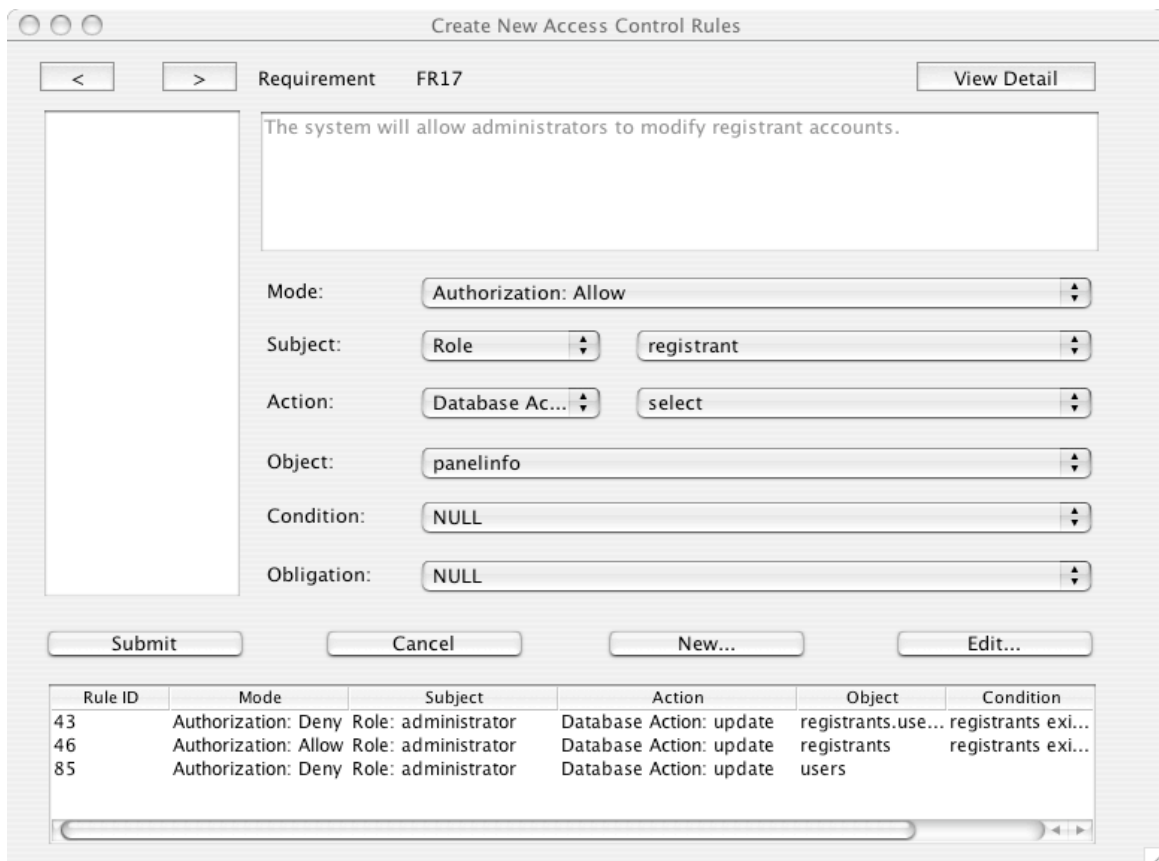 Create New Access Control Rules
< > Requirement FR17 View Detail
The system will allow administrators to modify registrant accounts.
Mode: Authorization: Allow
Subject: Role registrant
Action: Database Ac... select
Object: panelinfo
Condition: NULL
Obligation: NULL
Submit Cancel New... Edit...
Rule ID Mode Subject Action Object Condition
43 Authorization: Deny Role: administrator Database Action: update registrants.use... registrants exi...
46 Authorization: Allow Role: administrator Database Action: update registrants registrants exi...
85 Authorization: Deny Role: administrator Database Action: update users